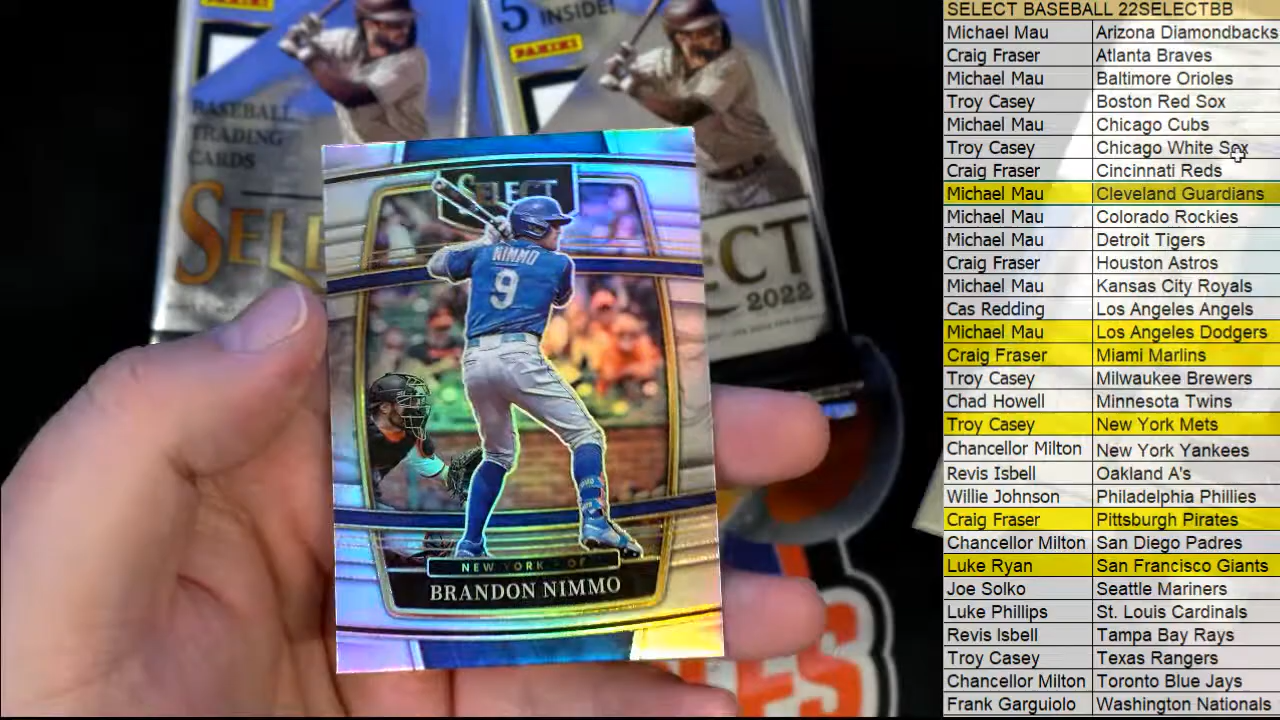 PANINI
BASEBALL
TRADING
CARDS
SELECT
5
INSIDE!
PANINI
SELECT
2022
SELECT
NIMMO
9
NEW YORK - OF
BRANDON NIMMO
SELECT BASEBALL 22SELECTBB
Michael Mau Arizona Diamondbacks
Craig Fraser Atlanta Braves
Michael Mau Baltimore Orioles
Troy Casey Boston Red Sox
Michael Mau Chicago Cubs
Troy Casey Chicago White Sox
Craig Fraser Cincinnati Reds
Michael Mau Cleveland Guardians
Michael Mau Colorado Rockies
Michael Mau Detroit Tigers
Craig Fraser Houston Astros
Michael Mau Kansas City Royals
Cas Redding Los Angeles Angels
Michael Mau Los Angeles Dodgers
Craig Fraser Miami Marlins
Troy Casey Milwaukee Brewers
Chad Howell Minnesota Twins
Troy Casey New York Mets
Chancellor Milton New York Yankees
Revis Isbell Oakland A's
Willie Johnson Philadelphia Phillies
Craig Fraser Pittsburgh Pirates
Chancellor Milton San Diego Padres
Luke Ryan San Francisco Giants
Joe Solko Seattle Mariners
Luke Phillips St. Louis Cardinals
Revis Isbell Tampa Bay Rays
Troy Casey Texas Rangers
Chancellor Milton Toronto Blue Jays
Frank Garguiolo Washington Nationals